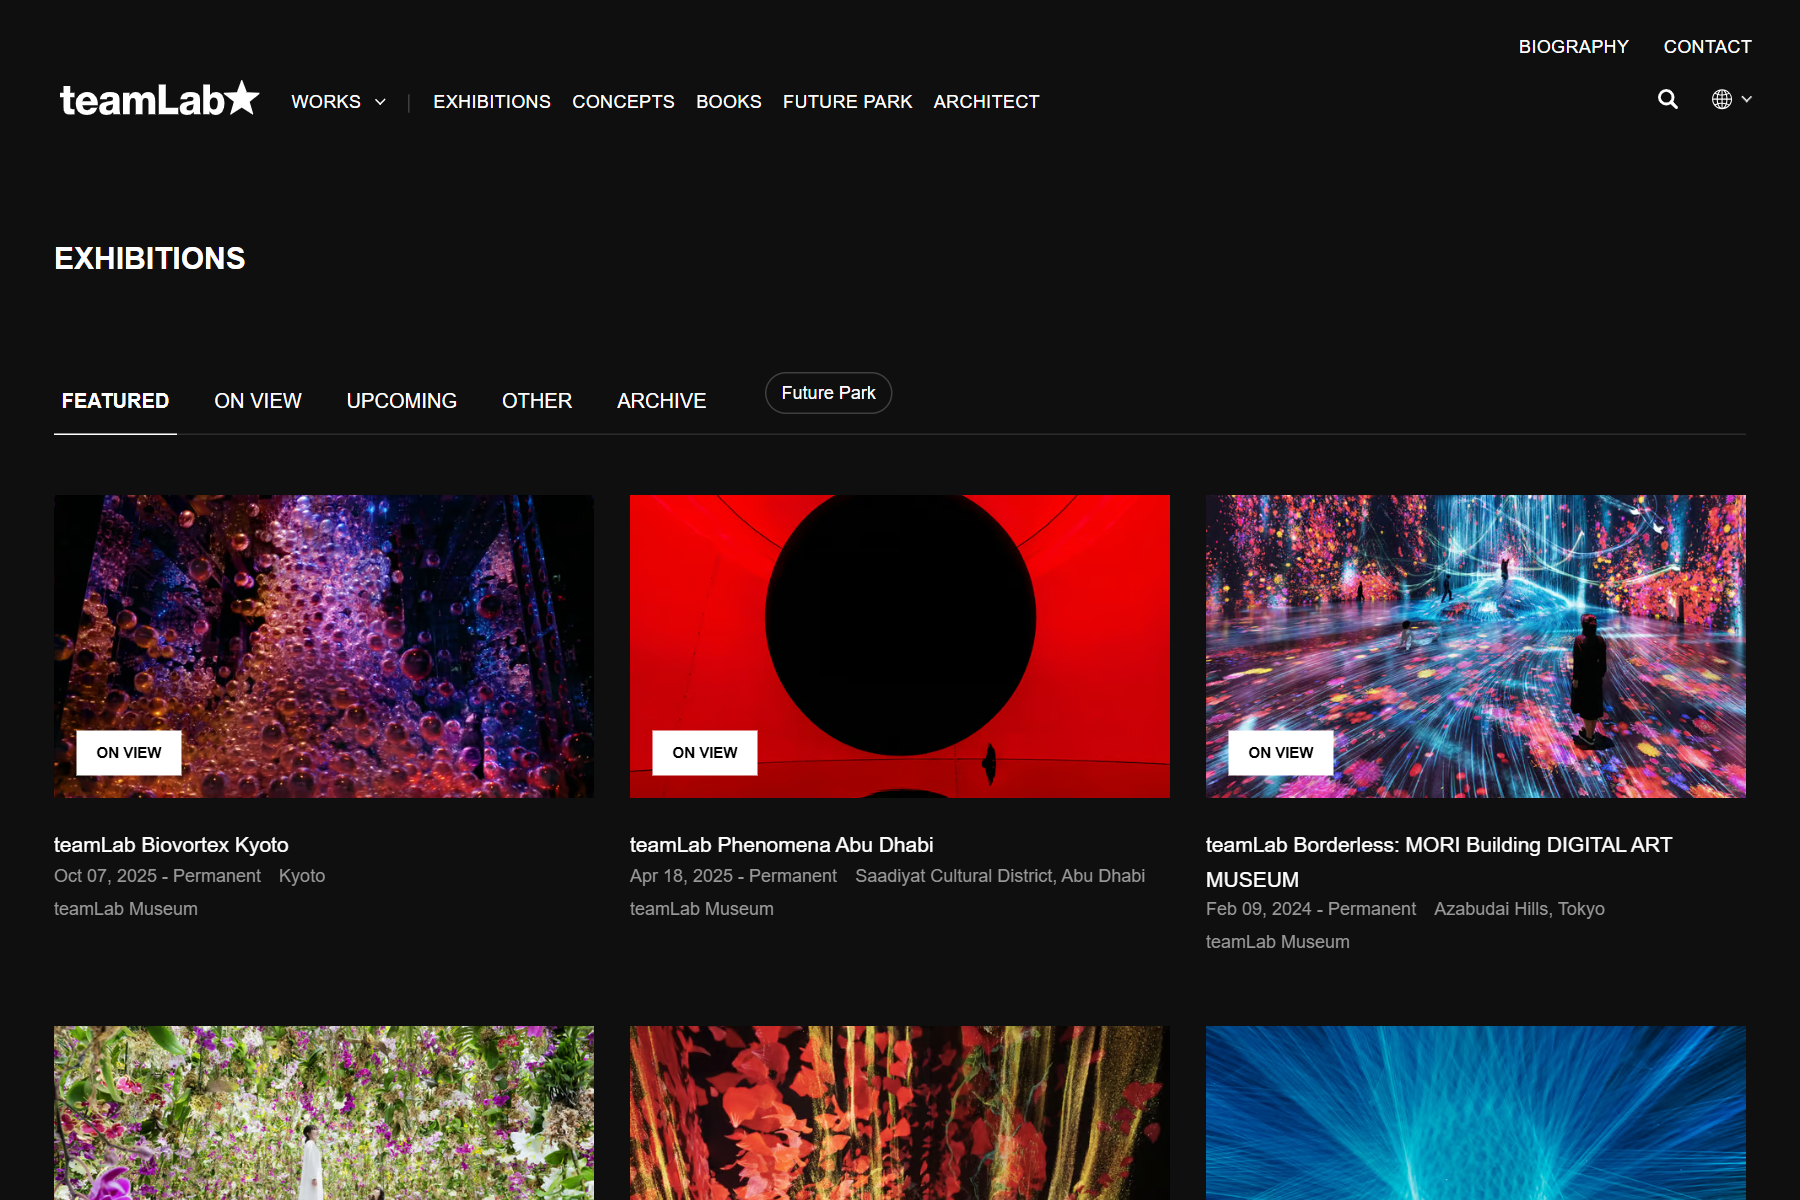 BIOGRAPHY CONTACT
teamLab★ WORKS | EXHIBITIONS CONCEPTS BOOKS FUTURE PARK ARCHITECT
EXHIBITIONS
FEATURED ON VIEW UPCOMING OTHER ARCHIVE Future Park
ON VIEW ON VIEW ON VIEW
teamLab Biovortex Kyoto
Oct 07, 2025 - Permanent Kyoto
teamLab Museum
teamLab Phenomena Abu Dhabi
Apr 18, 2025 - Permanent Saadiyat Cultural District, Abu Dhabi
teamLab Museum
teamLab Borderless: MORI Building DIGITAL ART
MUSEUM
Feb 09, 2024 - Permanent Azabudai Hills, Tokyo
teamLab Museum